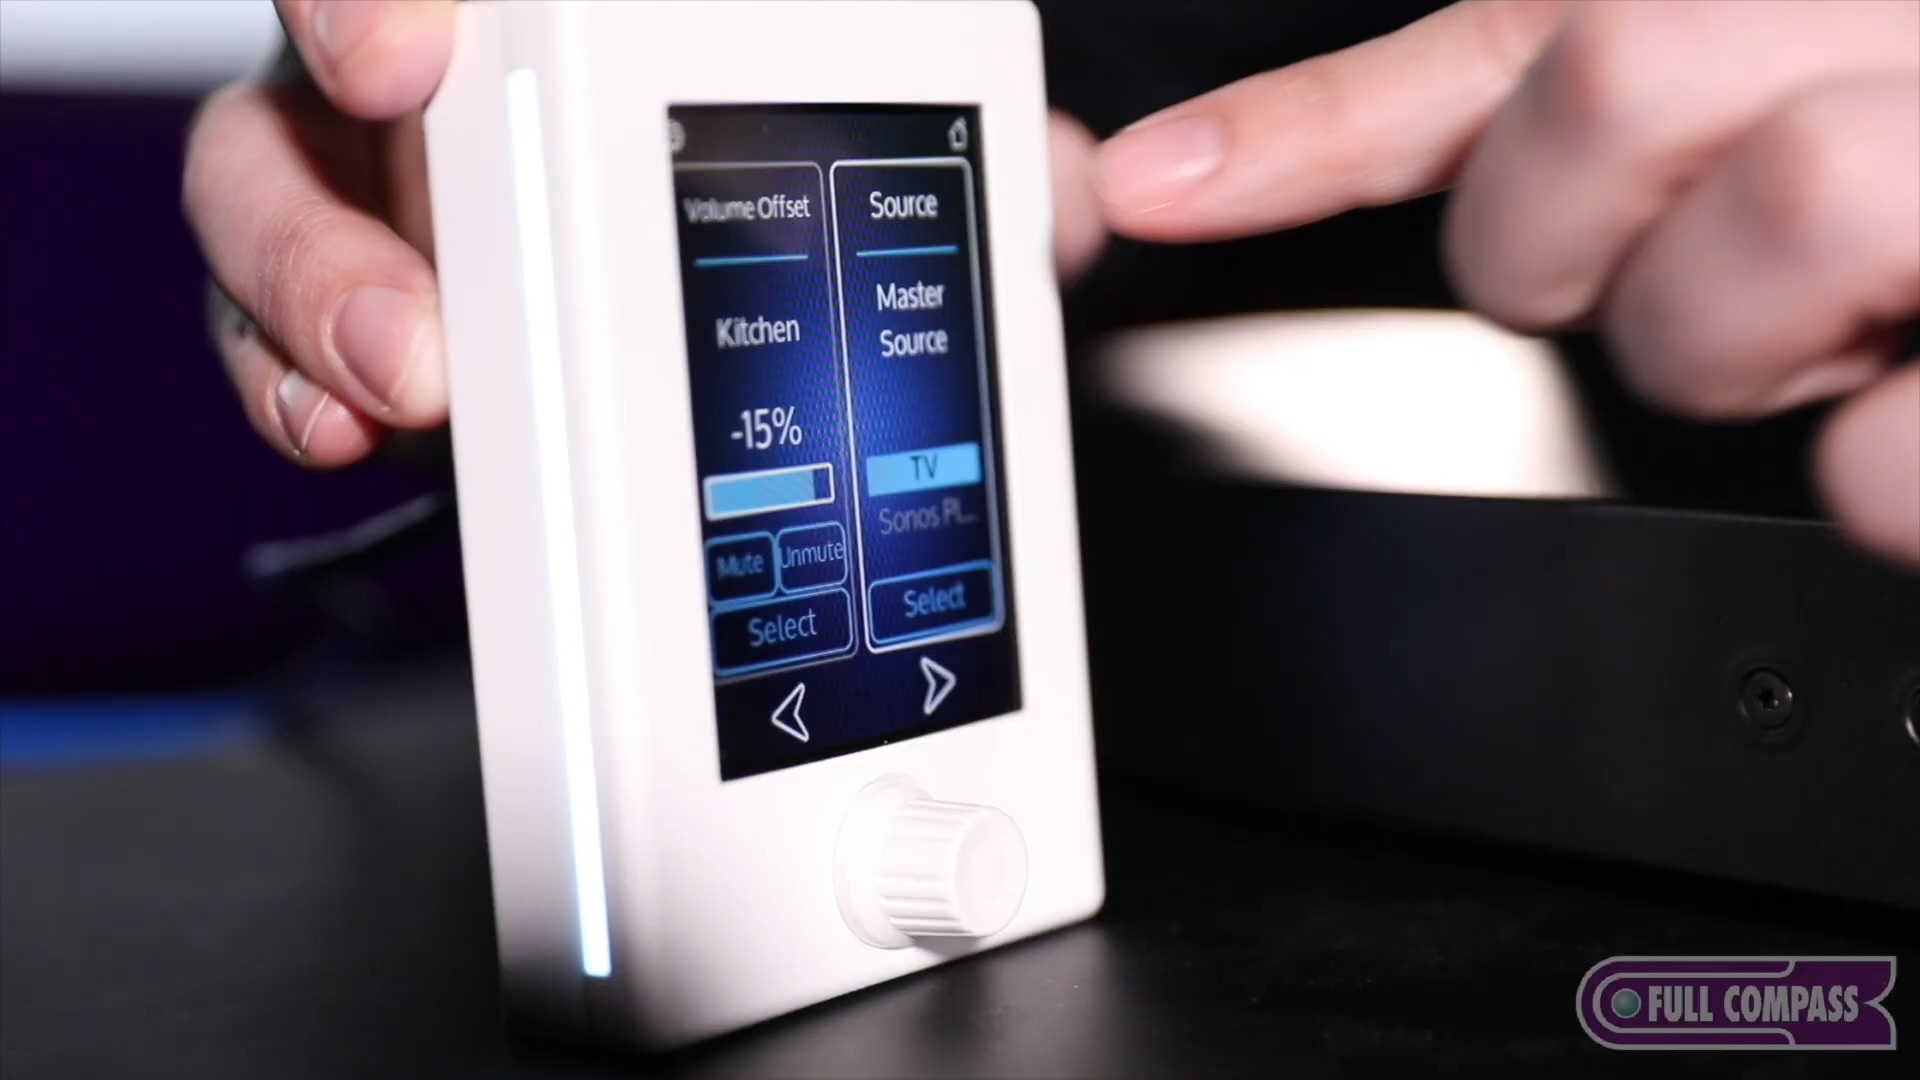 Volume Offset
Kitchen
-15%
Mute
Unmute
Select
Source
Master
Source
TV
Sonos Pl...
Select
FULL COMPASS